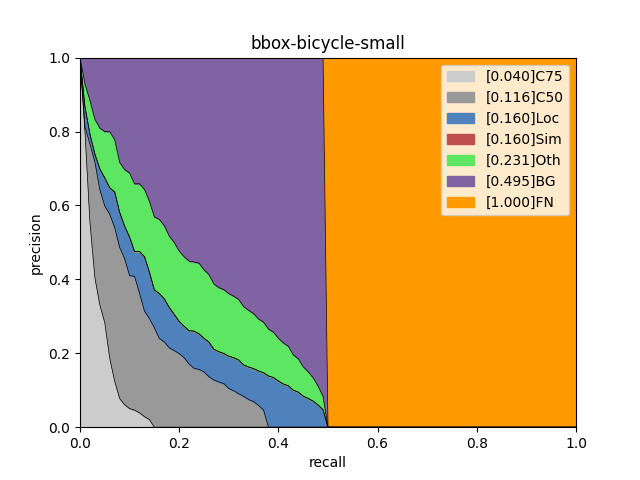 bbox-bicycle-small
1.0
0.8
0.6
0.4
0.2
0.0
precision
[0.040]C75
[0.116]C50
[0.160]Loc
[0.160]Sim
[0.231]Oth
[0.495]BG
[1.000]FN
0.0 0.2 0.4 0.6 0.8 1.0
recall